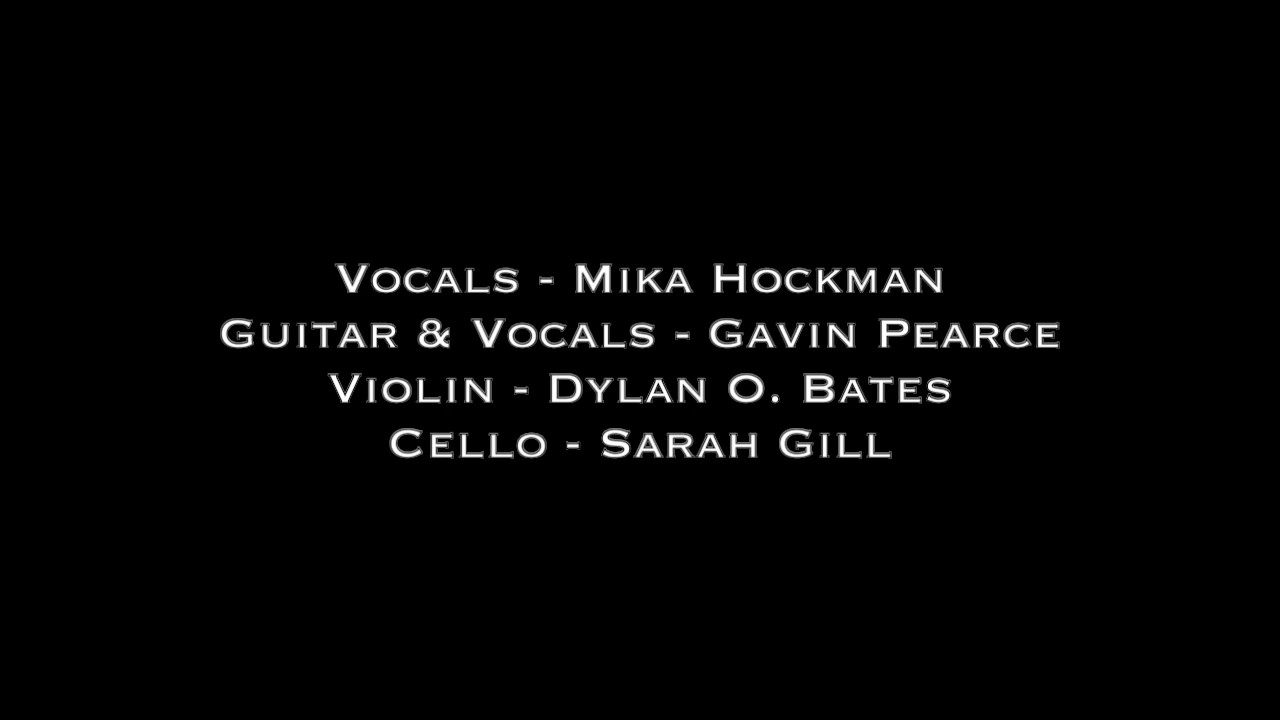 Vocals - Mika Hockman
Guitar & Vocals - Gavin Pearce
Violin - Dylan O. Bates
Cello - Sarah Gill